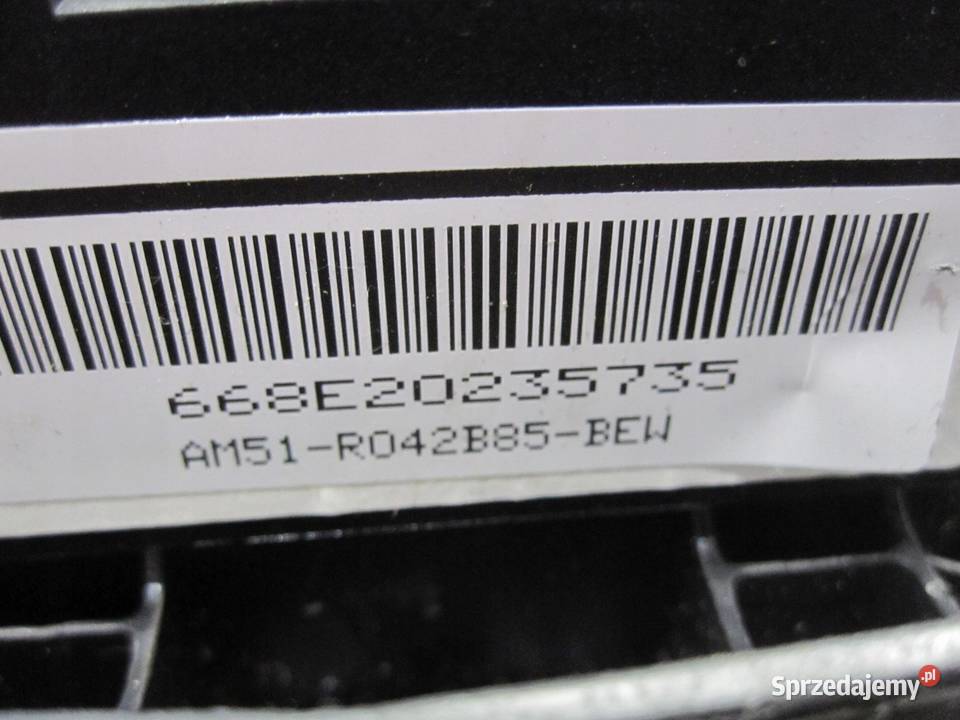 668E20235735
AM51-R042B85-BEW
Sprzedajemy.pl